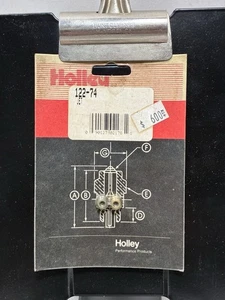 Holley
122-74
$ 6.00
G
F
A
B
E
D
C
Holley
Performance Products